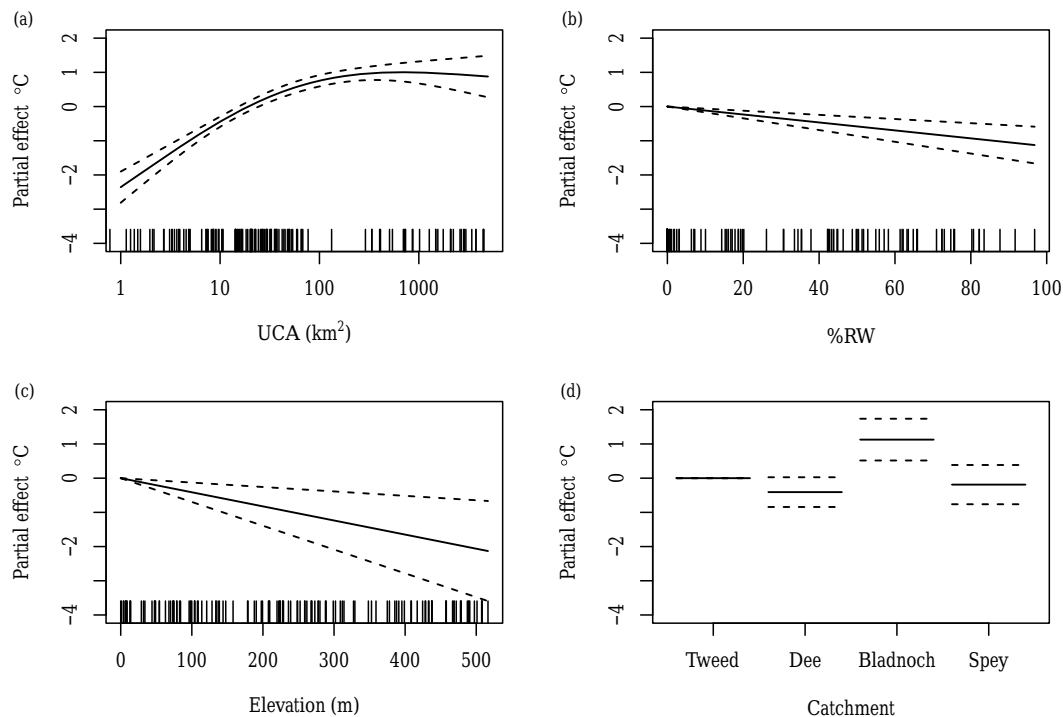 (a)
2
1
0
−2
−4
Partial effect °C
1 10 100 1000
UCA (km²)
(b)
2
1
0
−2
−4
Partial effect °C
0 20 40 60 80 100
%RW
(c)
2
1
0
−2
−4
Partial effect °C
0 100 200 300 400 500
Elevation (m)
(d)
2
1
0
−2
−4
Partial effect °C
Tweed Dee Bladnoch Spey
Catchment